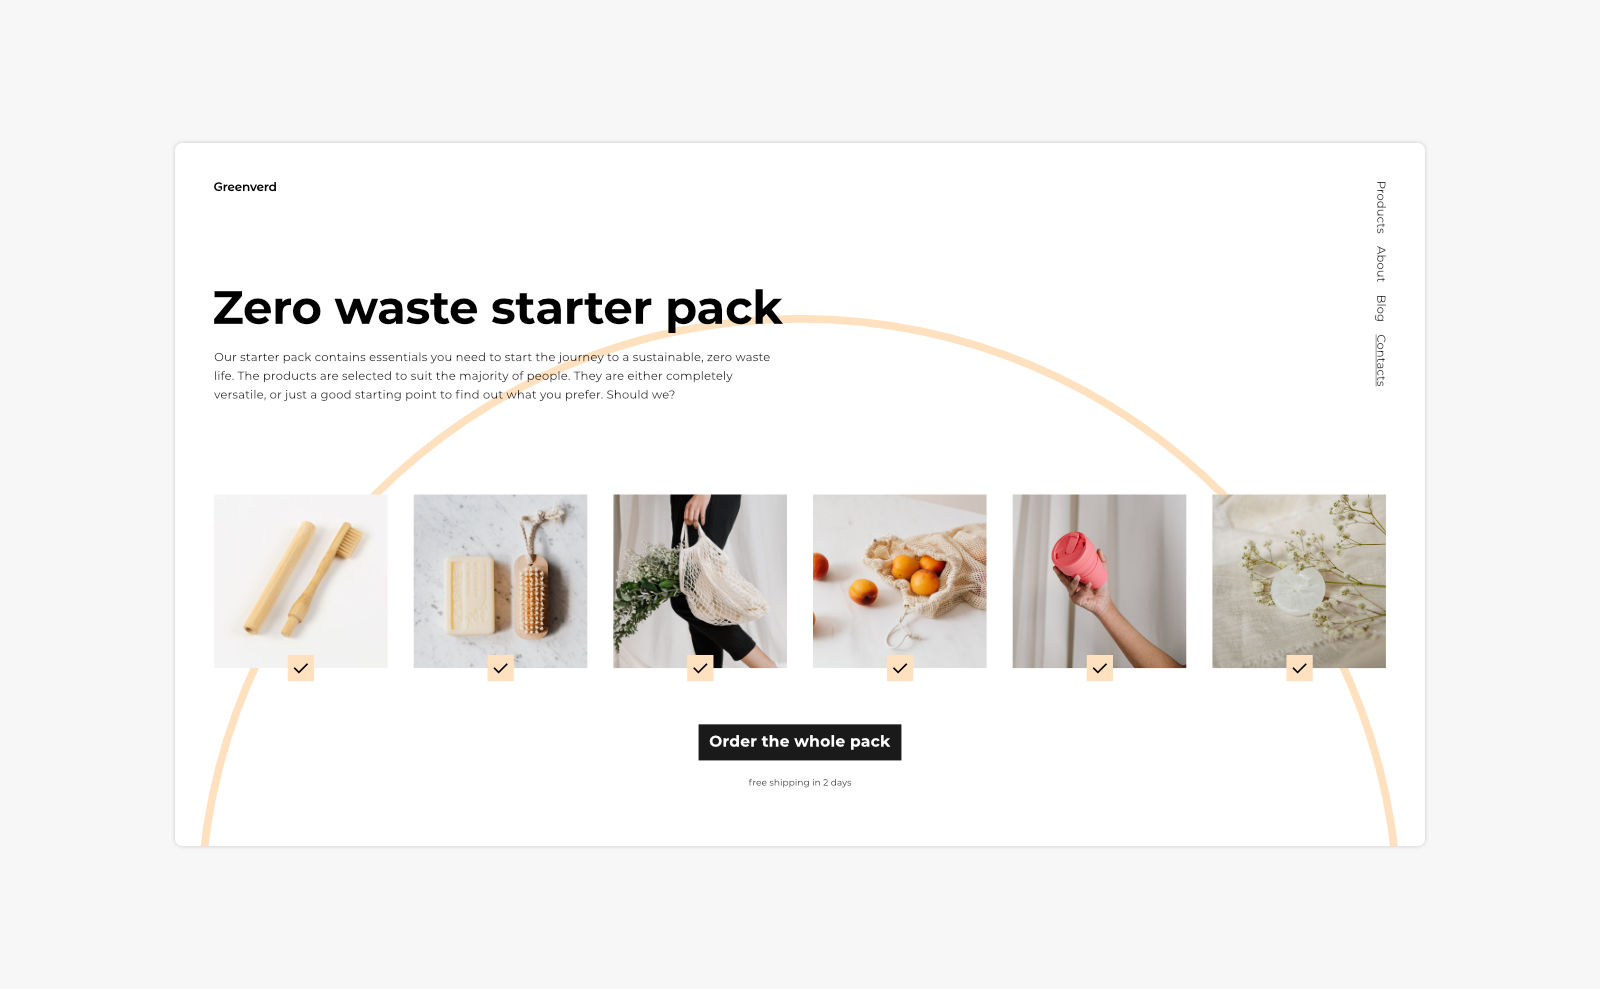 Greenverd
Products
About
Blog
Contacts
Zero waste starter pack
Our starter pack contains essentials you need to start the journey to a sustainable, zero waste
life. The products are selected to suit the majority of people. They are either completely
versatile, or just a good starting point to find out what you prefer. Should we?
Order the whole pack
free shipping in 2 days